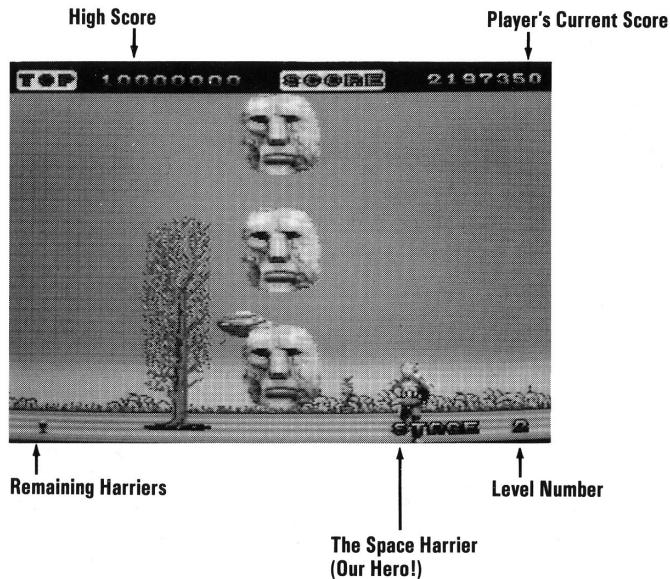 High Score
Player's Current Score
TOP 10000000 SCORE 2197350
STAGE 2
Remaining Harriers
Level Number
The Space Harrier
(Our Hero!)